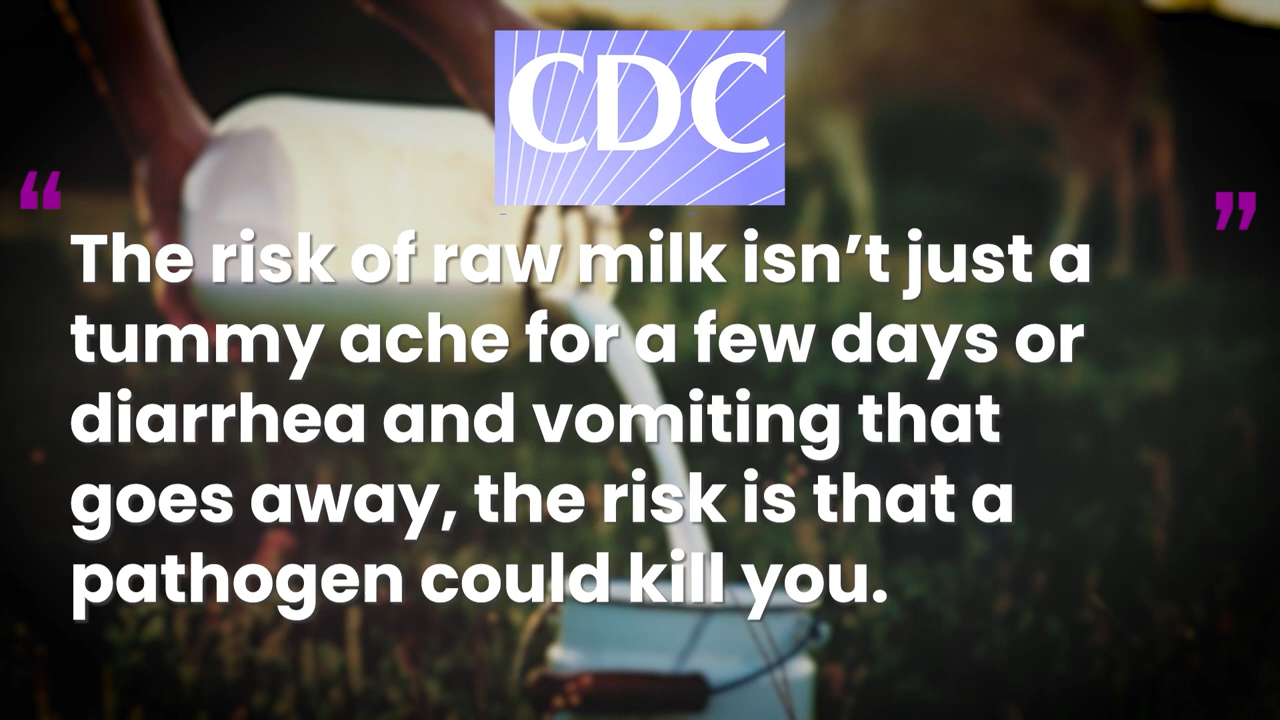 CDC
“ ”
The risk of raw milk isn’t just a
tummy ache for a few days or
diarrhea and vomiting that
goes away, the risk is that a
pathogen could kill you.